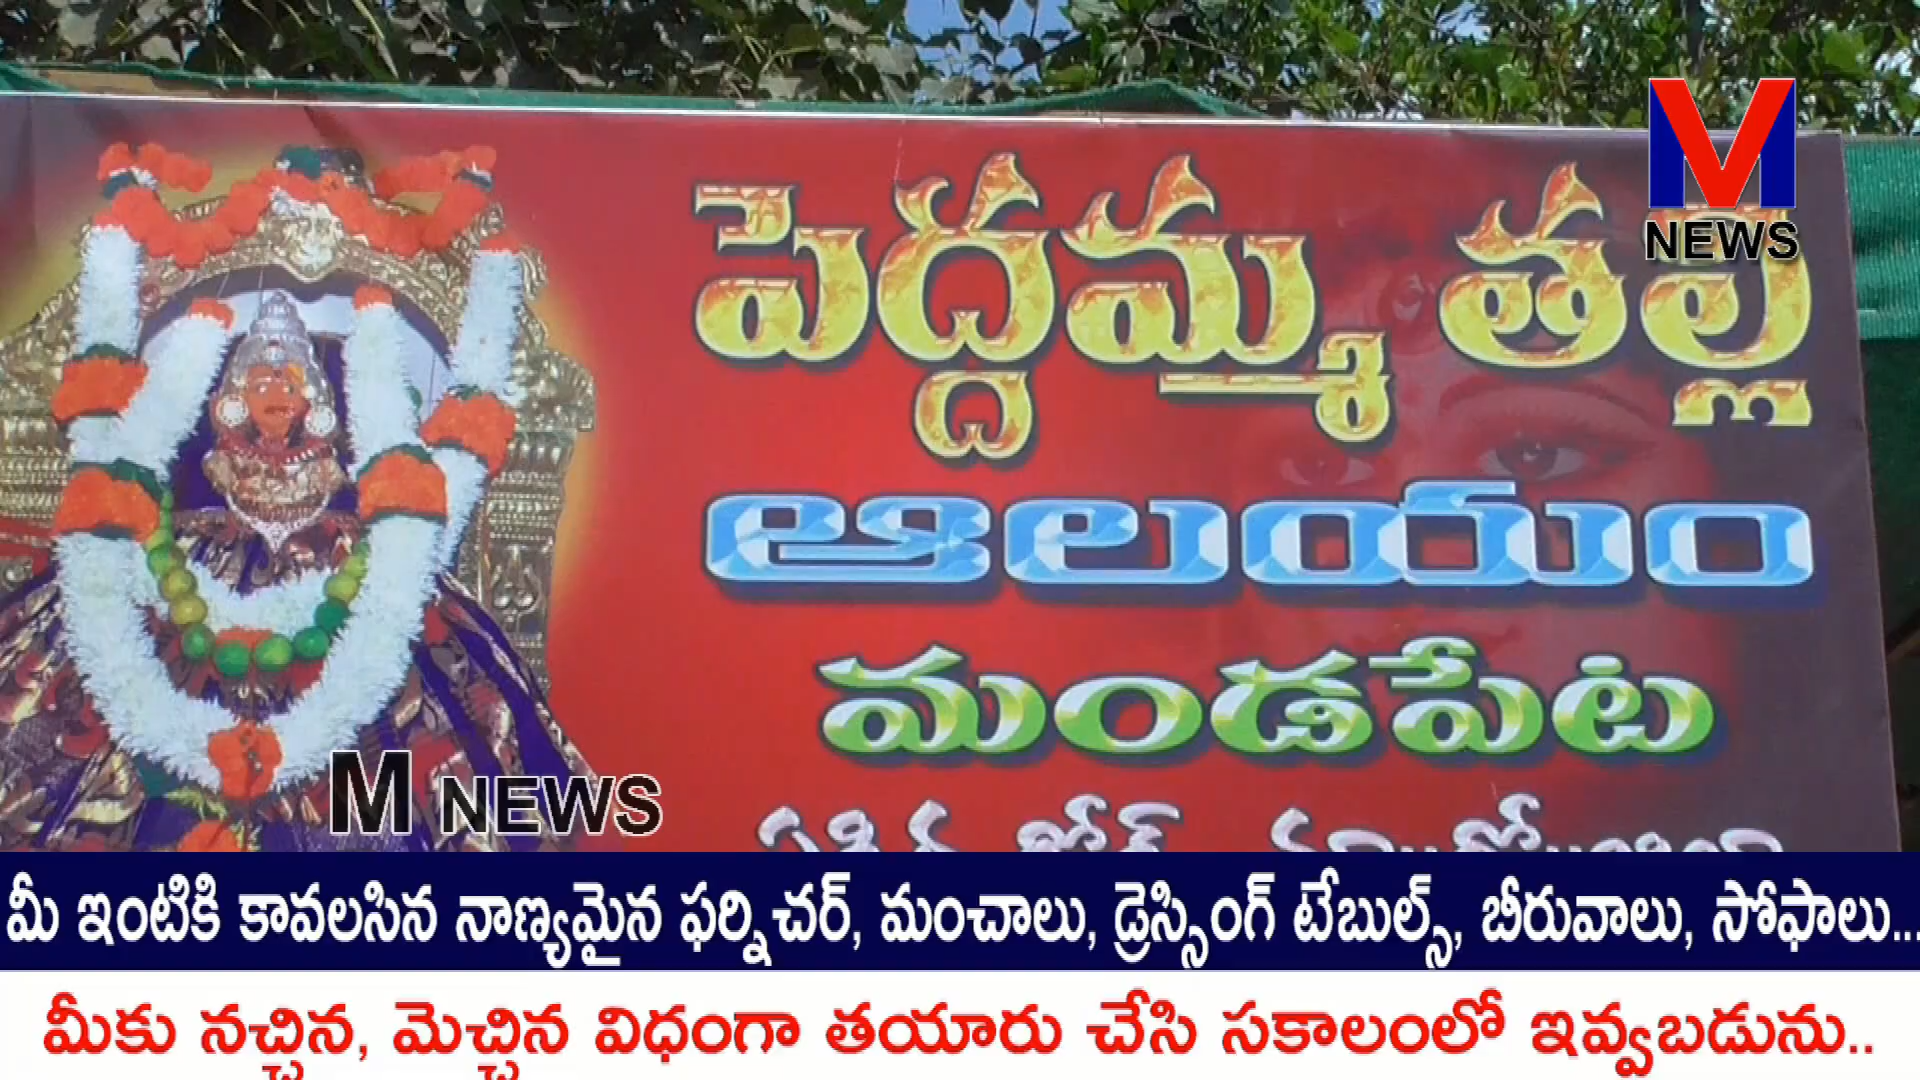 పెద్దమ్మ తల్లి
ఆలయం
మండపేట
M NEWS
M NEWS
మీ ఇంటికి కావలసిన నాణ్యమైన ఫర్నిచర్, మంచాలు, డ్రెస్సింగ్ టేబుల్స్, బీరువాలు, సోఫాలు...
మీకు నచ్చిన, మెచ్చిన విధంగా తయారు చేసి సకాలంలో ఇవ్వబడును..